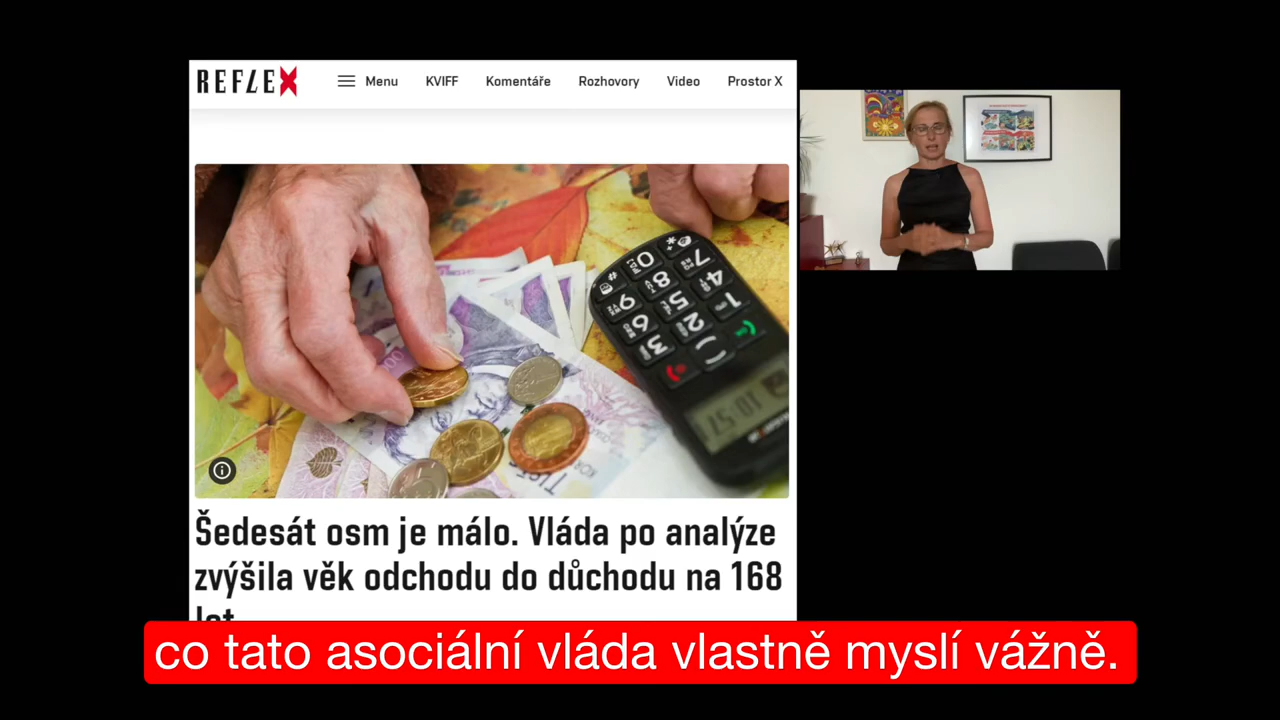 REFLEX
Menu
KVIFF
Komentáře
Rozhovory
Video
Prostor X
Šedesát osm je málo. Vláda po analýze
zvýšila věk odchodu do důchodu na 168
let
co tato asociální vláda vlastně myslí vážně.